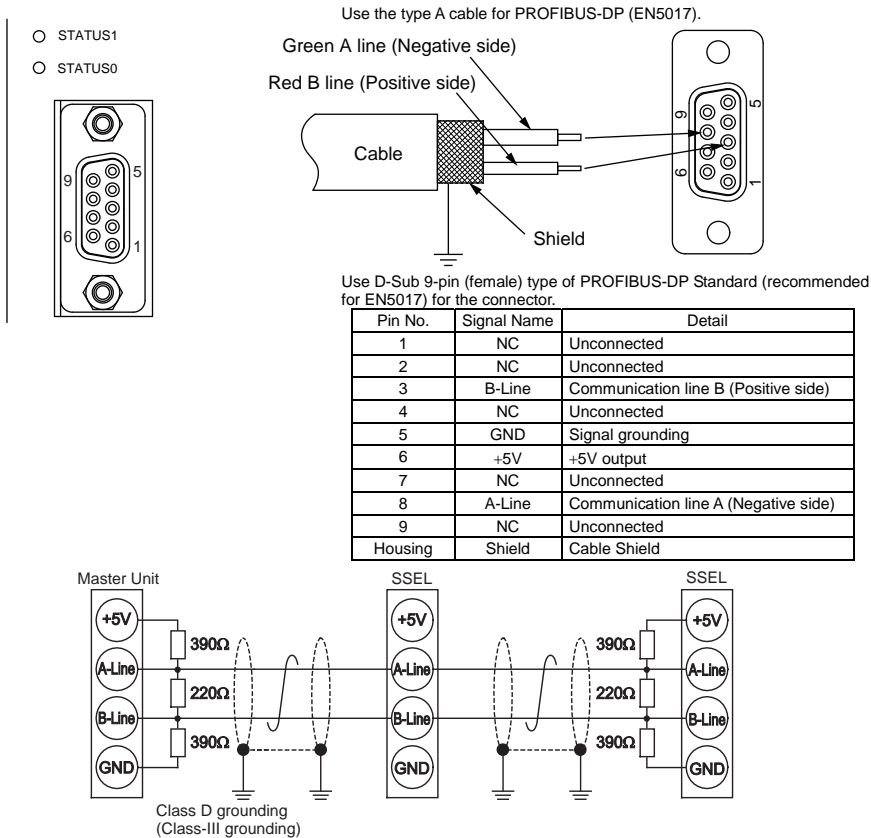 Use the type A cable for PROFIBUS-DP (EN5017).
STATUS1
STATUS0
9
5
6
1
Green A line (Negative side)
Red B line (Positive side)
Cable
Shield
9
5
6
1
Use D-Sub 9-pin (female) type of PROFIBUS-DP Standard (recommended
for EN5017) for the connector.
Pin No. Signal Name Detail
1 NC Unconnected
2 NC Unconnected
3 B-Line Communication line B (Positive side)
4 NC Unconnected
5 GND Signal grounding
6 +5V +5V output
7 NC Unconnected
8 A-Line Communication line A (Negative side)
9 NC Unconnected
Housing Shield Cable Shield
Master Unit SSEL SSEL
+5V +5V +5V
390Ω 390Ω
A-Line A-Line A-Line
220Ω 220Ω
B-Line B-Line B-Line
390Ω 390Ω
GND GND GND
Class D grounding
(Class-III grounding)